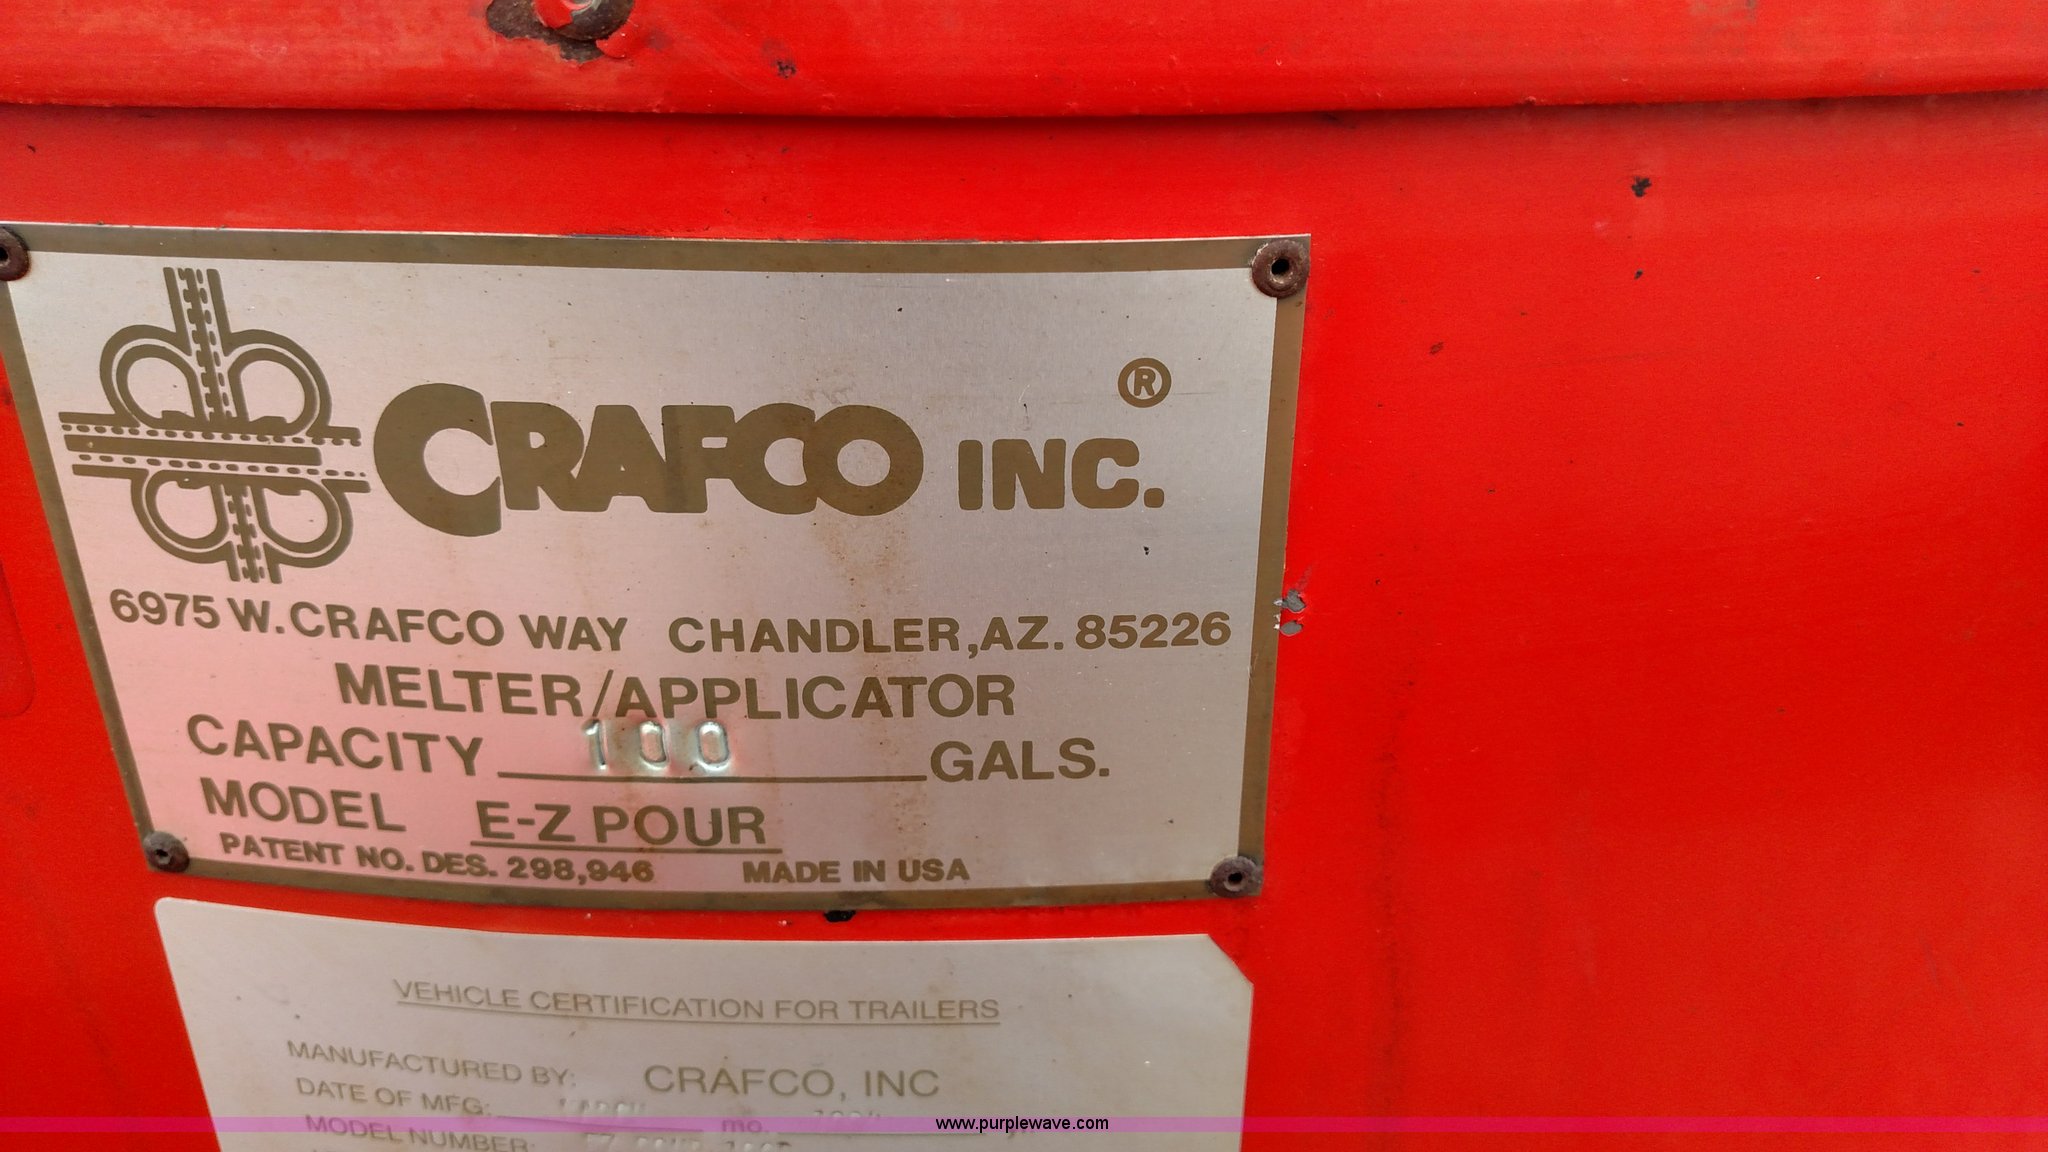 CRAFCO INC.®
6975 W. CRAFCO WAY CHANDLER, AZ. 85226
MELTER/APPLICATOR
CAPACITY 100 GALS.
MODEL E-Z POUR
PATENT NO. DES. 298,946 MADE IN USA
VEHICLE CERTIFICATION FOR TRAILERS
MANUFACTURED BY: CRAFCO, INC
DATE OF MFG: MARCH mo.
MODEL NUMBER:
www.purplewave.com